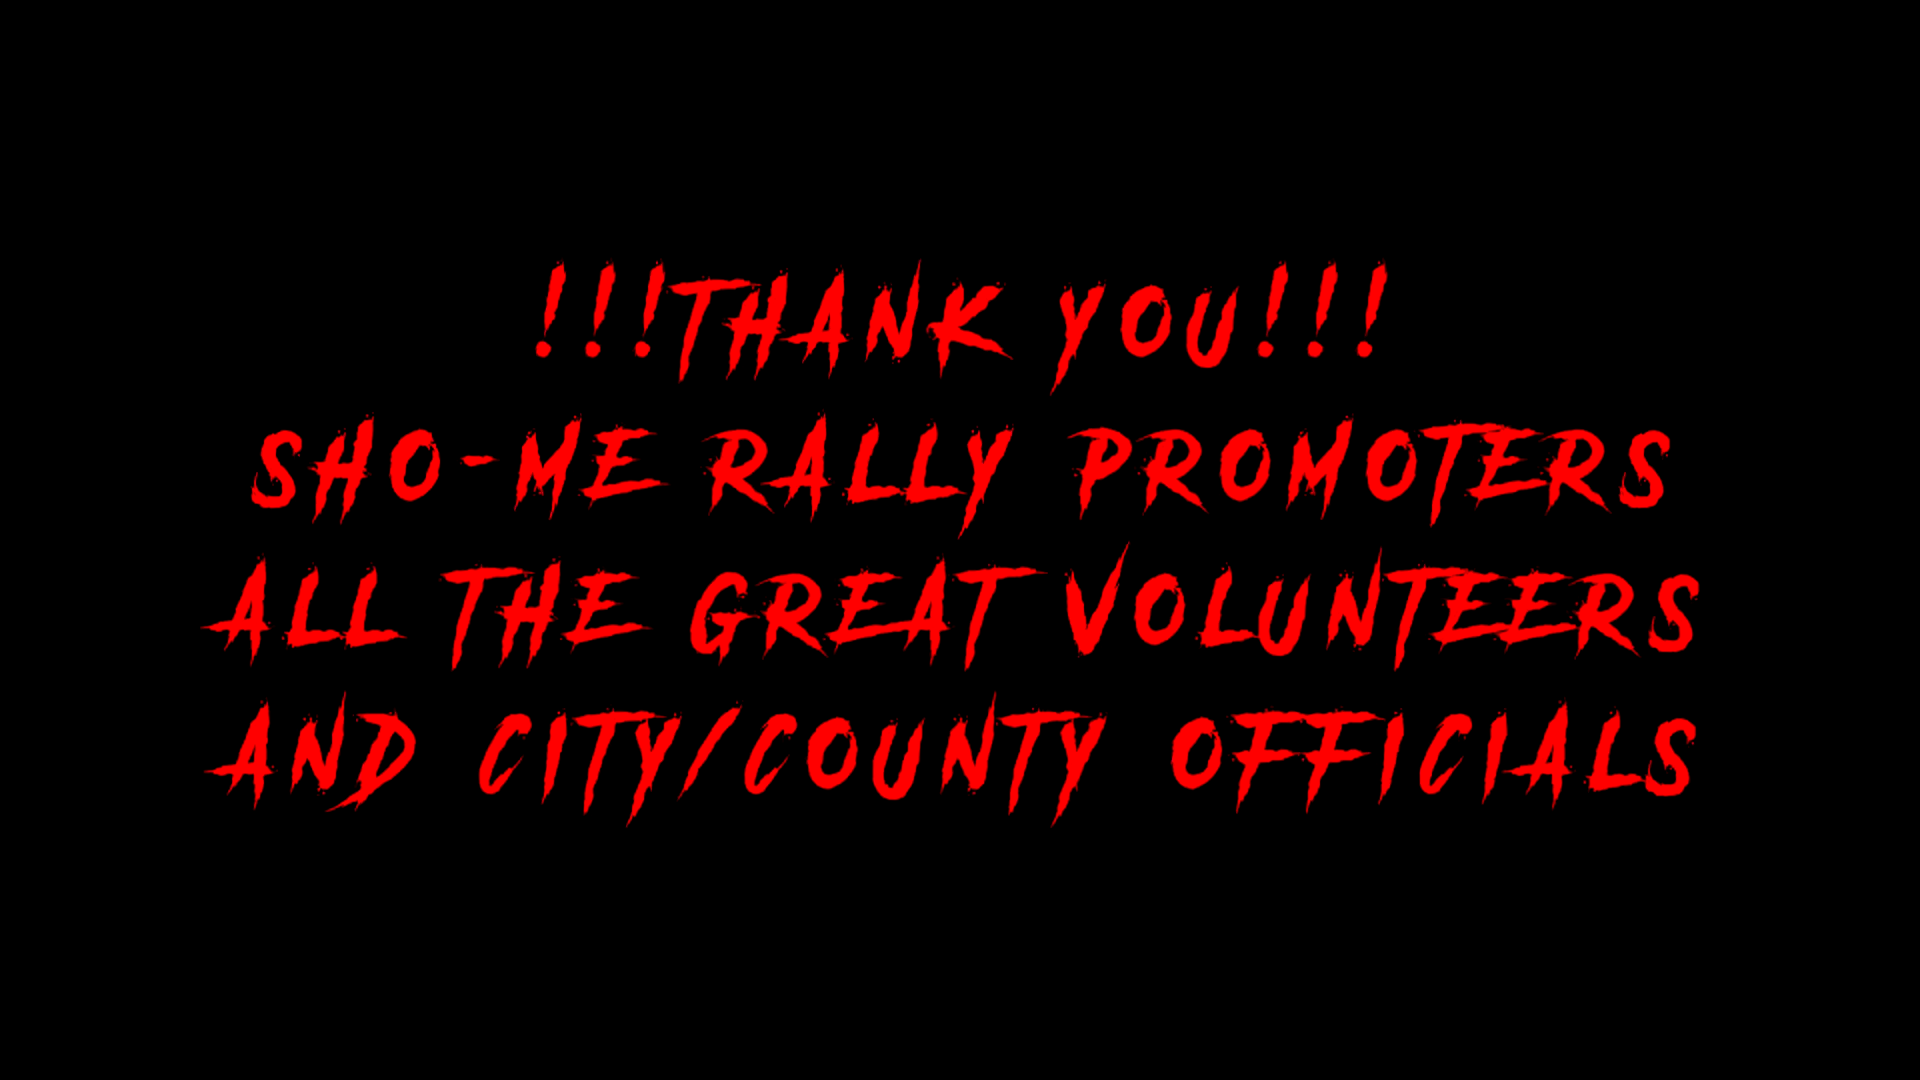 !!!THANK YOU!!!
SHO-ME RALLY PROMOTERS
ALL THE GREAT VOLUNTEERS
AND CITY/COUNTY OFFICIALS